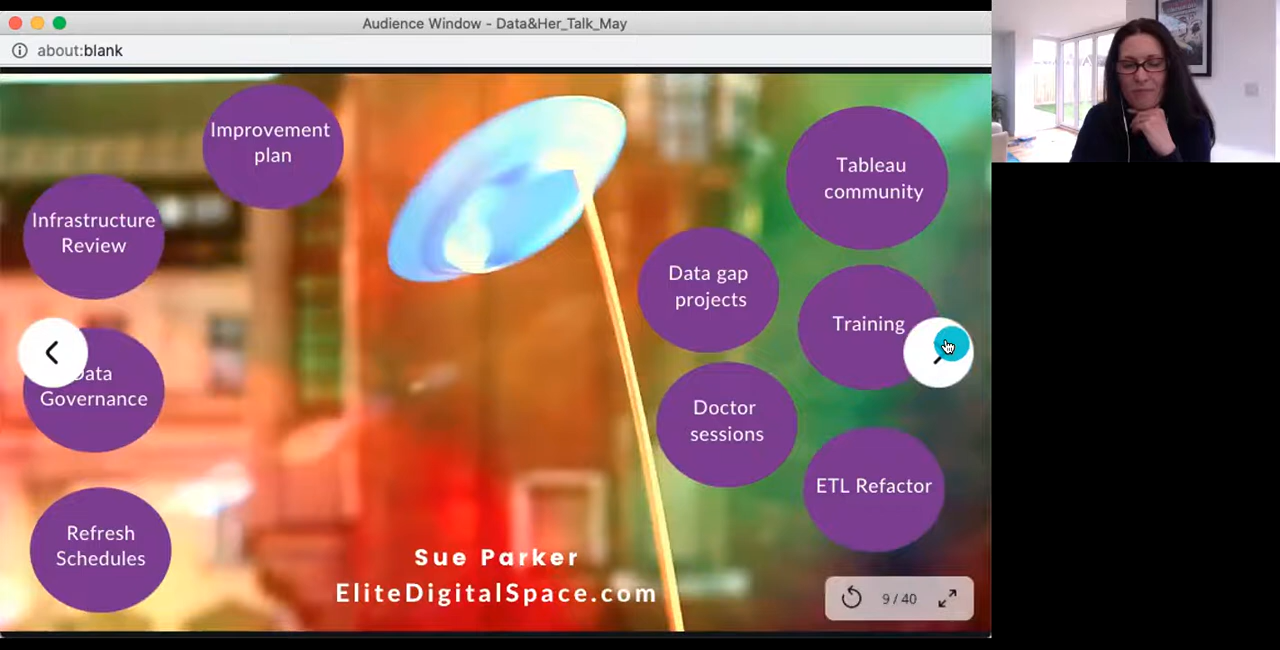 Audience Window - Data&Her_Talk_May
about:blank
Improvement
plan
Infrastructure
Review
Tableau
community
Data gap
projects
Training
Data
Governance
Doctor
sessions
ETL Refactor
Refresh
Schedules
Sue Parker
EliteDigitalSpace.com
9 / 40